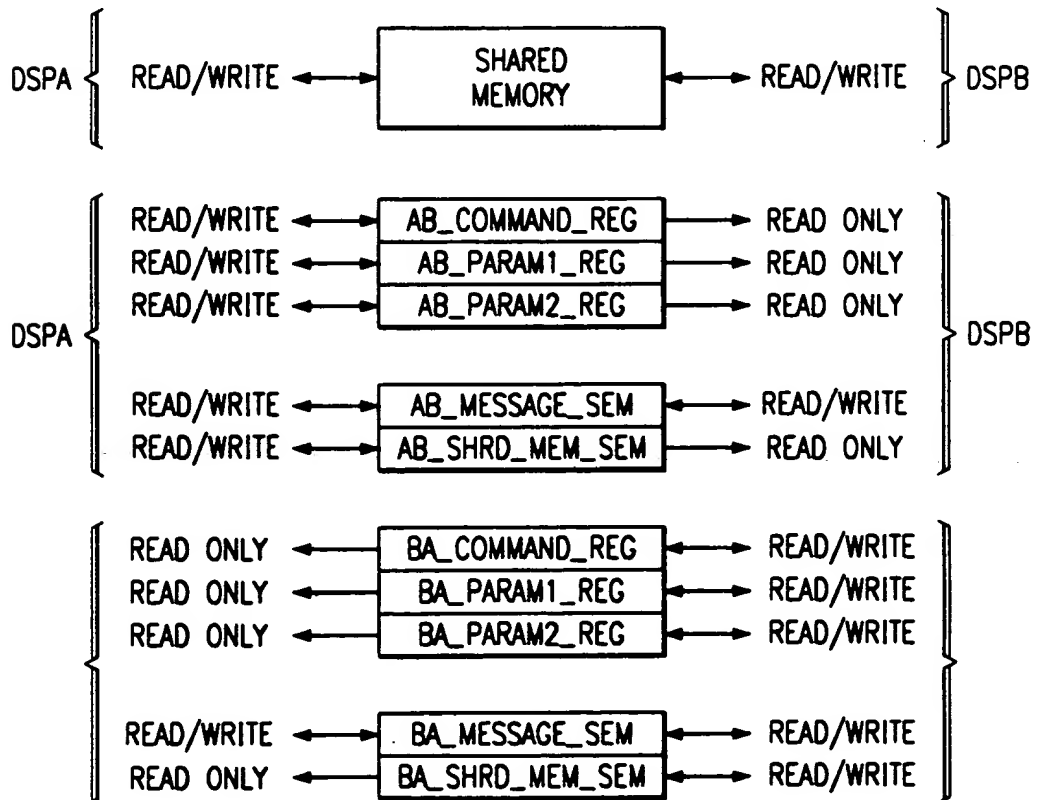 SHARED
DSPA READ/WRITE MEMORY READ/WRITE DSPB
READ/WRITE AB_COMMAND_REG READ ONLY
READ/WRITE AB_PARAM1_REG READ ONLY
READ/WRITE AB_PARAM2_REG READ ONLY
DSPA DSPB
READ/WRITE AB_MESSAGE_SEM READ/WRITE
READ/WRITE AB_SHRD_MEM_SEM READ ONLY
READ ONLY BA_COMMAND_REG READ/WRITE
READ ONLY BA_PARAM1_REG READ/WRITE
READ ONLY BA_PARAM2_REG READ/WRITE
READ/WRITE BA_MESSAGE_SEM READ/WRITE
READ ONLY BA_SHRD_MEM_SEM READ/WRITE